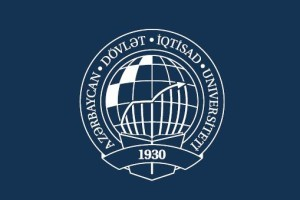 AZƏRBAYCAN • DÖVLƏT • İQTİSAD • UNİVERSİTETİ
1930